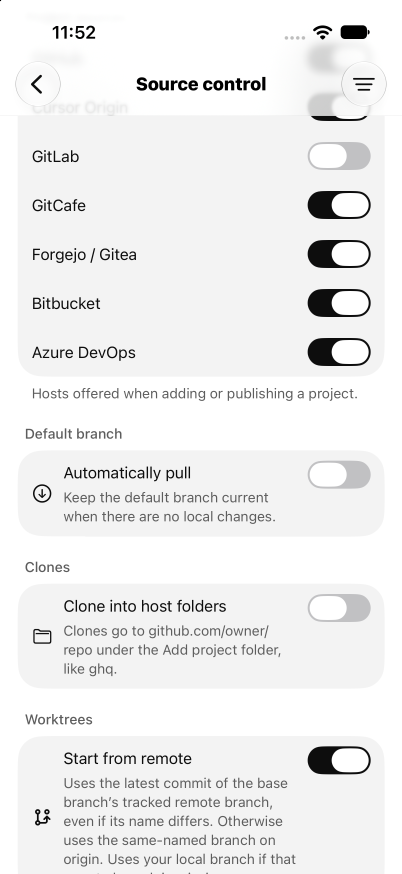 11:52
Source control
Cursor Origin
GitLab
GitCafe
Forgejo / Gitea
Bitbucket
Azure DevOps
Hosts offered when adding or publishing a project.
Default branch
Automatically pull
Keep the default branch current
when there are no local changes.
Clones
Clone into host folders
Clones go to github.com/owner/
repo under the Add project folder,
like ghq.
Worktrees
Start from remote
Uses the latest commit of the base
branch’s tracked remote branch,
even if its name differs. Otherwise
uses the same-named branch on
origin. Uses your local branch if that